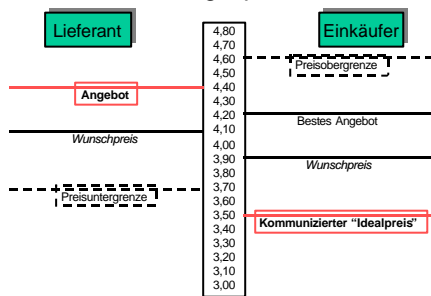 Lieferant
Einkäufer
4,80
4,70
4,60
4,50
4,40
4,30
4,20
4,10
4,00
3,90
3,80
3,70
3,60
3,50
3,40
3,30
3,20
3,10
3,00
Angebot
Wunschpreis
Preisuntergrenze
Preisobergrenze
Bestes Angebot
Wunschpreis
Kommunizierter “Idealpreis”